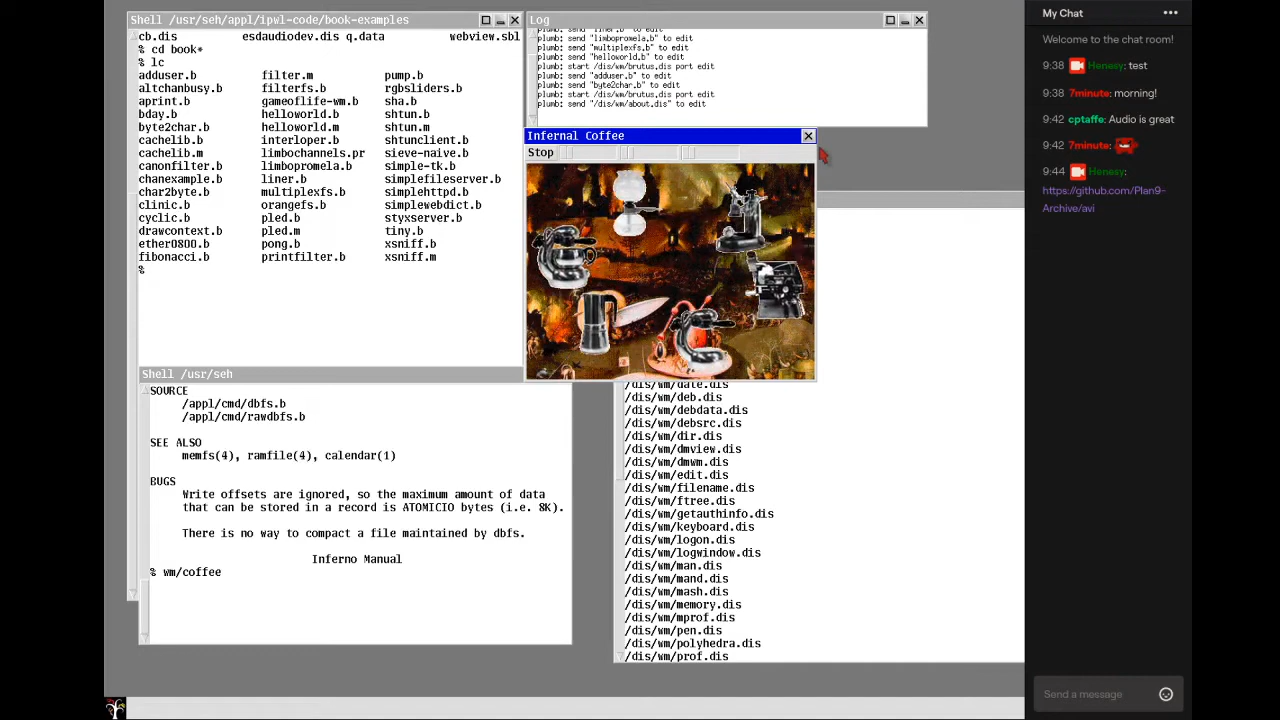 Shell /usr/seh/appl/ipwl-code/book-examples
cb.dis esdaudiodev.dis q.data webview.sbl
% cd book*
% lc
adduser.b filter.m pump.b
altchanbusy.b filterfs.b rgbsliders.b
aprint.b gameoflife-wm.b sha.b
bday.b helloworld.b shtun.b
byte2char.b helloworld.m shtun.m
cachelib.b interloper.b shtunclient.b
cachelib.m limbochannels.pr sieve-naive.b
canonfilter.b limbopromela.b simple-tk.b
chanexample.b liner.b simplefileserver.b
char2byte.b multiplexfs.b simplehttpd.b
clinic.b orangefs.b simplewebdict.b
cyclic.b pled.b styxserver.b
drawcontext.b pled.m tiny.b
ether0800.b pong.b xsniff.b
fibonacci.b printfilter.b xsniff.m
%
Log
plumb: send "liner.b" to edit
plumb: send "limbopromela.b" to edit
plumb: send "multiplexfs.b" to edit
plumb: send "helloworld.b" to edit
plumb: start /dis/wm/brutus.dis port edit
plumb: send "adduser.b" to edit
plumb: send "byte2char.b" to edit
plumb: start /dis/wm/brutus.dis port edit
plumb: send "/dis/wm/about.dis" to edit
Infernal Coffee
Stop
Shell /usr/seh
SOURCE
/appl/cmd/dbfs.b
/appl/cmd/rawdbfs.b
SEE ALSO
memfs(4), ramfile(4), calendar(1)
BUGS
Write offsets are ignored, so the maximum amount of data
that can be stored in a record is ATOMICIO bytes (i.e. 8K).
There is no way to compact a file maintained by dbfs.
Inferno Manual
% wm/coffee
/dis/wm/date.dis
/dis/wm/deb.dis
/dis/wm/debdata.dis
/dis/wm/debsrc.dis
/dis/wm/dir.dis
/dis/wm/dmview.dis
/dis/wm/dmwm.dis
/dis/wm/edit.dis
/dis/wm/filename.dis
/dis/wm/ftree.dis
/dis/wm/getauthinfo.dis
/dis/wm/keyboard.dis
/dis/wm/logon.dis
/dis/wm/logwindow.dis
/dis/wm/man.dis
/dis/wm/mand.dis
/dis/wm/mash.dis
/dis/wm/memory.dis
/dis/wm/mprof.dis
/dis/wm/pen.dis
/dis/wm/polyhedra.dis
/dis/wm/prof.dis
My Chat
Welcome to the chat room!
9:38 Henesy: test
9:38 7minute: morning!
9:42 cptaffe: Audio is great
9:42 7minute:
9:44 Henesy:
https://github.com/Plan9-
Archive/avi
Send a message